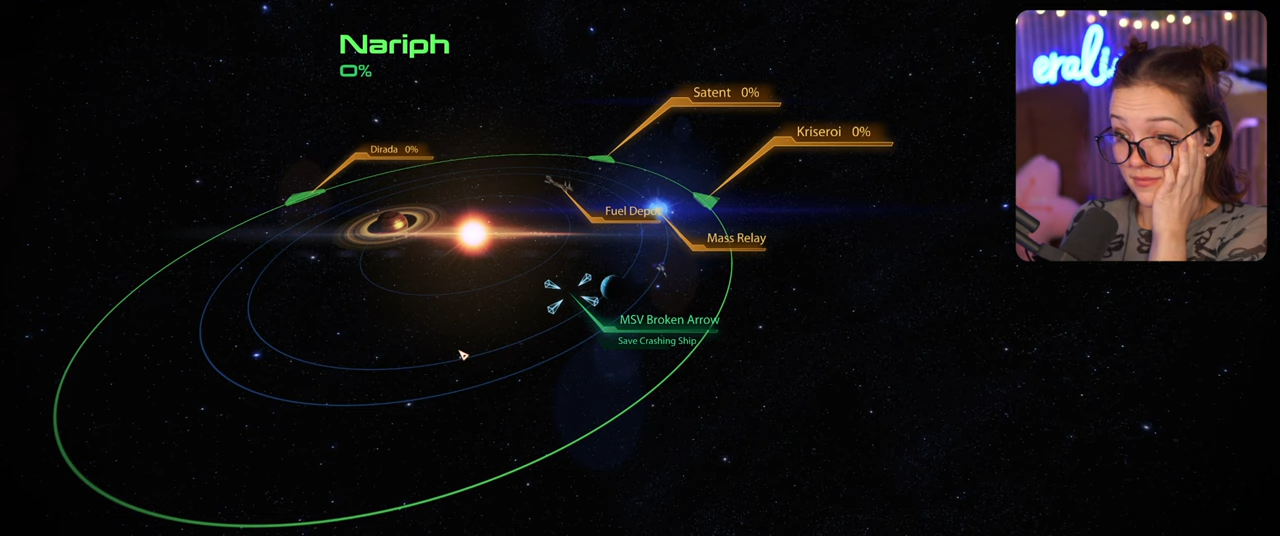 Nariph
0%
Satent 0%
Kriseroi 0%
Dirada 0%
Fuel Depot
Mass Relay
MSV Broken Arrow
Save Crashing Ship